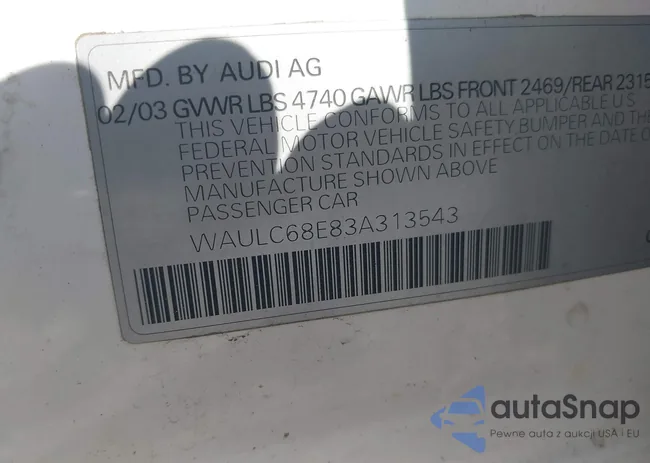 MFD. BY AUDI AG
02/03 GVWR LBS 4740 GAWR LBS FRONT 2469/REAR 2315
THIS VEHICLE CONFORMS TO ALL APPLICABLE US
FEDERAL MOTOR VEHICLE SAFETY, BUMPER AND THE
PREVENTION STANDARDS IN EFFECT ON THE DATE O
MANUFACTURE SHOWN ABOVE
PASSENGER CAR
WAULC68E83A313543
autaSnap
Pewne auta z aukcji USA i EU